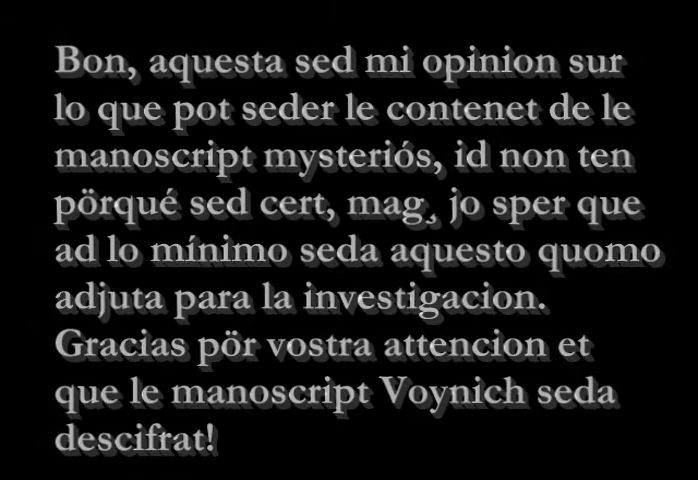 Bon, aquesta sed mi opinion sur
lo que pot seder le contenet de le
manoscript mysteriós, id non ten
pörqué sed cert, mag¸ jo sper que
ad lo mínimo seda aquesto quomo
adjuta para la investigacion.
Gracias pör vostra attencion et
que le manoscript Voynich seda
descifrat!